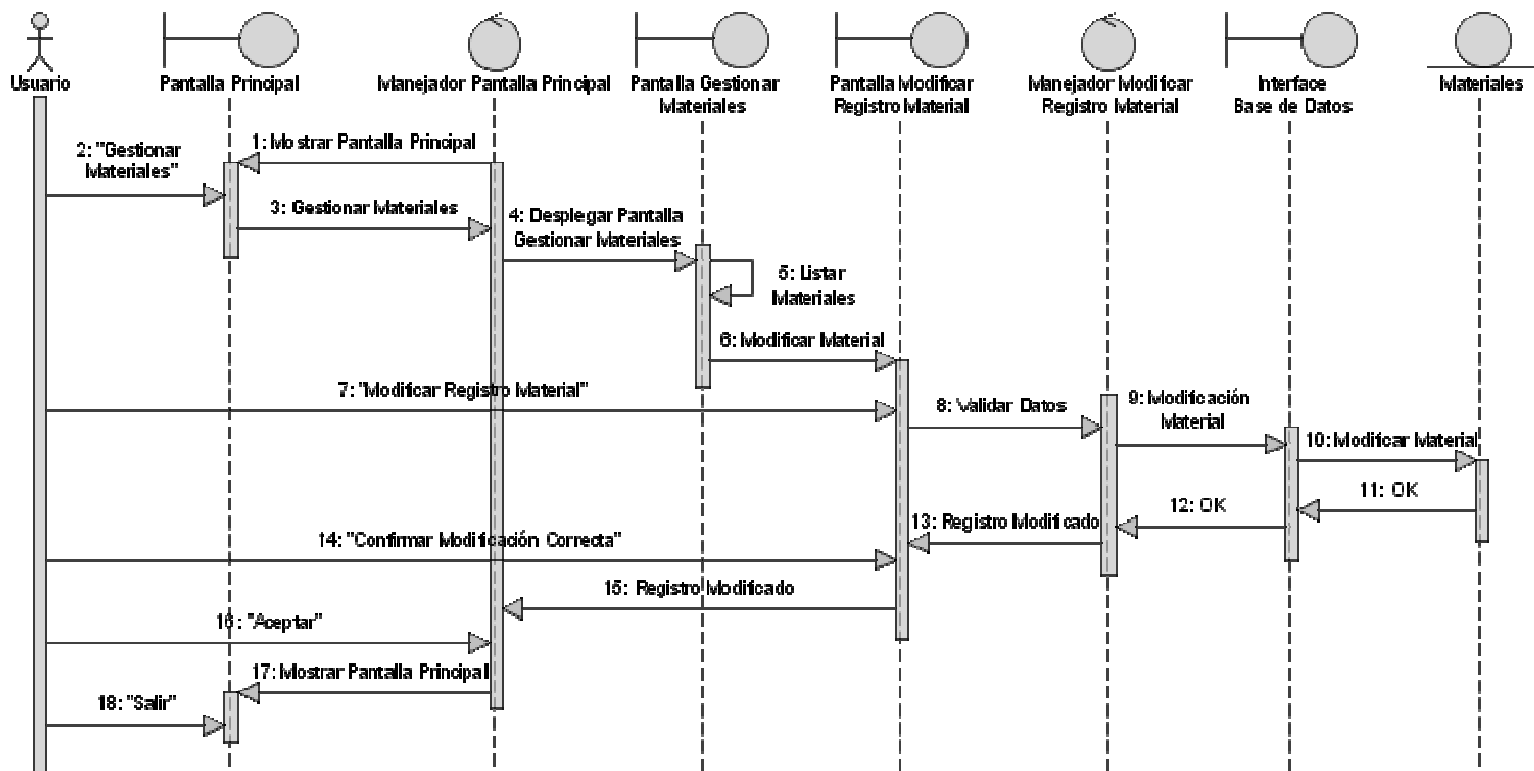 Usuario
Pantalla Principal
Manejador Pantalla Principal
Pantalla Gestionar
Materiales
Pantalla Modificar
Registro Material
Manejador Modificar
Registro Material
Interface
Base de Datos
Materiales
1: Mostrar Pantalla Principal
2: "Gestionar
Materiales"
3: Gestionar Materiales
4: Desplegar Pantalla
Gestionar Materiales
5: Listar
Materiales
6: Modificar Material
7: "Modificar Registro Material"
8: Validar Datos
9: Modificación
Material
10: Modificar Material
11: OK
12: OK
13: Registro Modificado
14: "Confirmar Modificación Correcta"
15: Registro Modificado
16: "Aceptar"
17: Mostrar Pantalla Principal
18: "Salir"